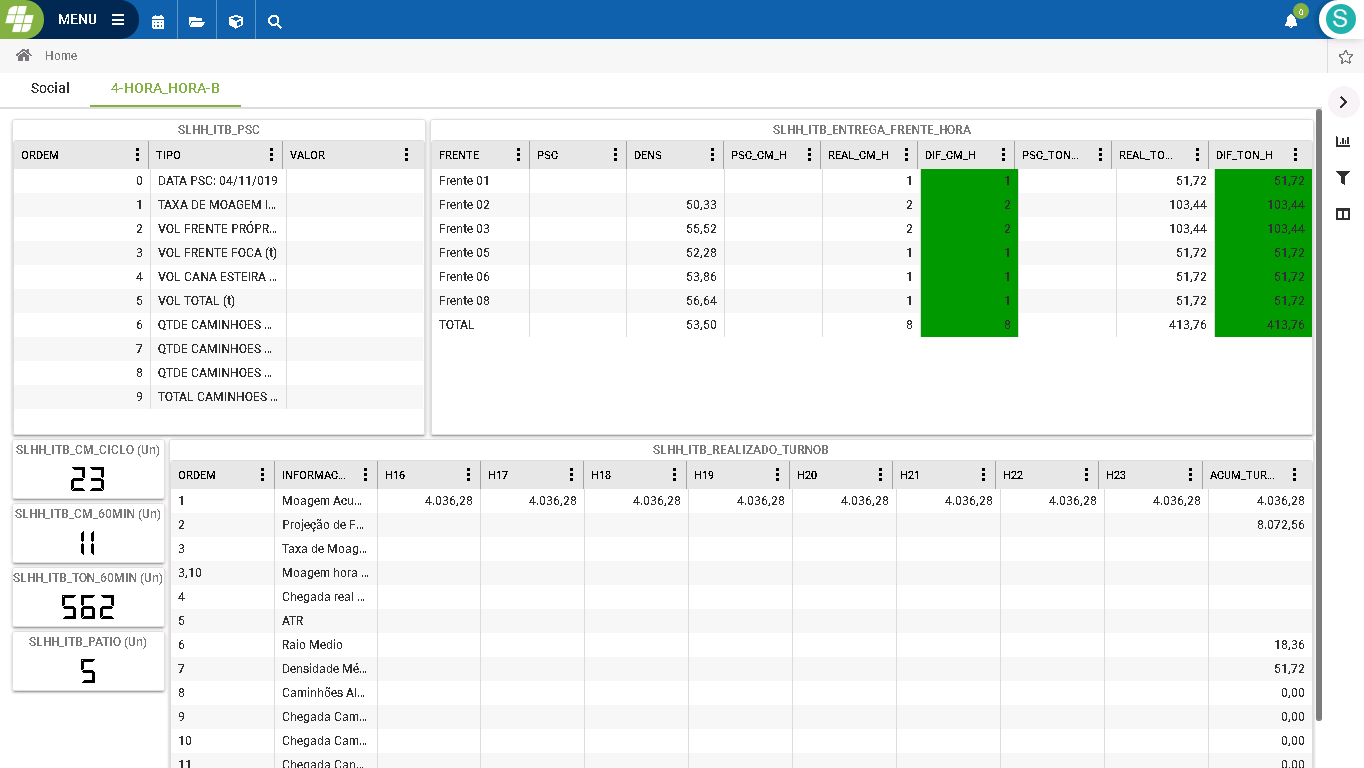 MENU
0
S
Home
Social 4-HORA_HORA-B
SLHH_ITB_PSC
ORDEM TIPO VALOR
0 DATA PSC: 04/11/019
1 TAXA DE MOAGEM I...
2 VOL FRENTE PRÓPR...
3 VOL FRENTE FOCA (t)
4 VOL CANA ESTEIRA ...
5 VOL TOTAL (t)
6 QTDE CAMINHOES ...
7 QTDE CAMINHOES ...
8 QTDE CAMINHOES ...
9 TOTAL CAMINHOES ...
SLHH_ITB_ENTREGA_FRENTE_HORA
FRENTE PSC DENS PSC_CM_H REAL_CM_H DIF_CM_H PSC_TON... REAL_TO... DIF_TON_H
Frente 01 1 1 51,72 51,72
Frente 02 50,33 2 2 103,44 103,44
Frente 03 55,52 2 2 103,44 103,44
Frente 05 52,28 1 1 51,72 51,72
Frente 06 53,86 1 1 51,72 51,72
Frente 08 56,64 1 1 51,72 51,72
TOTAL 53,50 8 8 413,76 413,76
SLHH_ITB_CM_CICLO (Un)
23
SLHH_ITB_CM_60MIN (Un)
11
SLHH_ITB_TON_60MIN (Un)
562
SLHH_ITB_PATIO (Un)
5
SLHH_ITB_REALIZADO_TURNOB
ORDEM INFORMAC... H16 H17 H18 H19 H20 H21 H22 H23 ACUM_TUR...
1 Moagem Acu... 4.036,28 4.036,28 4.036,28 4.036,28 4.036,28 4.036,28 4.036,28 4.036,28 4.036,28
2 Projeção de F... 8.072,56
3 Taxa de Moag...
3,10 Moagem hora ...
4 Chegada real ...
5 ATR
6 Raio Medio 18,36
7 Densidade Mé... 51,72
8 Caminhões Al... 0,00
9 Chegada Cam... 0,00
10 Chegada Cam... 0,00
11 Chegada Can... 0,00